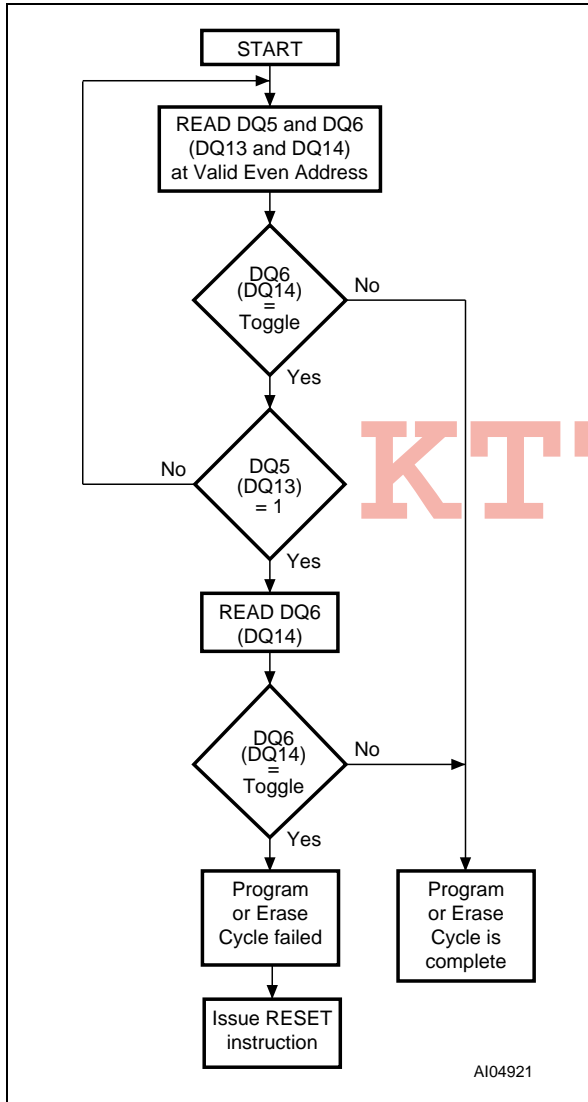 START
READ DQ5 and DQ6
(DQ13 and DQ14)
at Valid Even Address
DQ6
(DQ14)
=
Toggle
No
Yes
DQ5
(DQ13)
= 1
No
Yes
READ DQ6
(DQ14)
DQ6
(DQ14)
=
Toggle
No
Yes
Program
or Erase
Cycle failed
Program
or Erase
Cycle is
complete
Issue RESET
instruction
AI04921